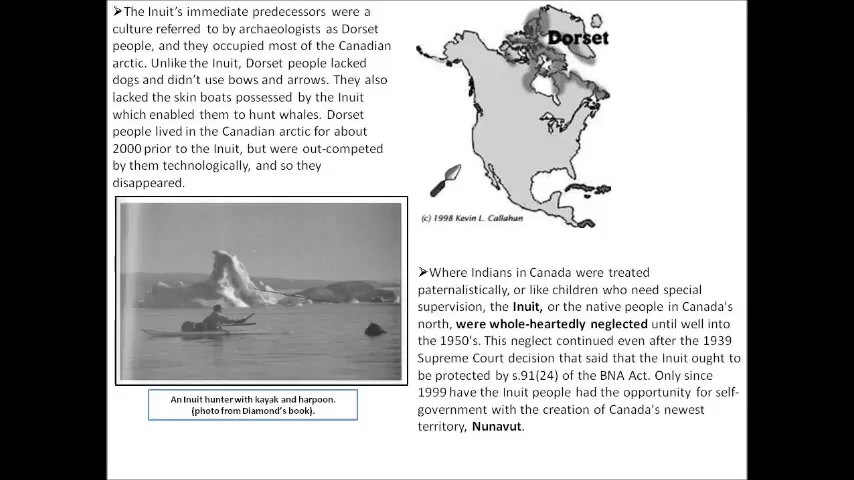 ➢The Inuit's immediate predecessors were a
culture referred to by archaeologists as Dorset
people, and they occupied most of the Canadian
arctic. Unlike the Inuit, Dorset people lacked
dogs and didn't use bows and arrows. They also
lacked the skin boats possessed by the Inuit
which enabled them to hunt whales. Dorset
people lived in the Canadian arctic for about
2000 prior to the Inuit, but were out-competed
by them technologically, and so they
disappeared.
Dorset
(c) 1998 Kevin L. Callahan
An Inuit hunter with kayak and harpoon.
(photo from Diamond's book).
➢Where Indians in Canada were treated
paternalistically, or like children who need special
supervision, the Inuit, or the native people in Canada's
north, were whole-heartedly neglected until well into
the 1950's. This neglect continued even after the 1939
Supreme Court decision that said that the Inuit ought to
be protected by s.91(24) of the BNA Act. Only since
1999 have the Inuit people had the opportunity for self-
government with the creation of Canada's newest
territory, Nunavut.